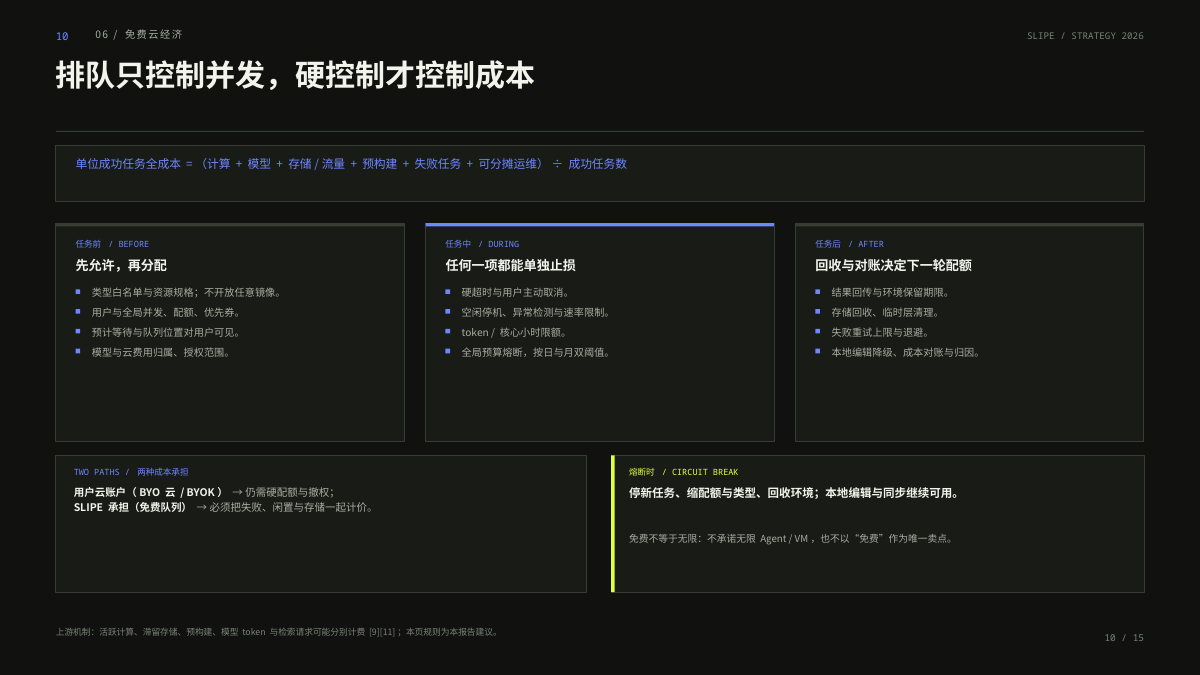 10 06 / 免费云经济
SLIPE / STRATEGY 2026
排队只控制并发，硬控制才控制成本
单位成功任务全成本 = （计算 + 模型 + 存储 / 流量 + 预构建 + 失败任务 + 可分摊运维） ÷ 成功任务数
任务前 / BEFORE
先允许，再分配
类型白名单与资源规格；不开放任意镜像。
用户与全局并发、配额、优先券。
预计等待与队列位置对用户可见。
模型与云费用归属、授权范围。
任务中 / DURING
任何一项都能单独止损
硬超时与用户主动取消。
空闲停机、异常检测与速率限制。
token / 核心小时限额。
全局预算熔断，按日与月双阈值。
任务后 / AFTER
回收与对账决定下一轮配额
结果回传与环境保留期限。
存储回收、临时层清理。
失败重试上限与退避。
本地编辑降级、成本对账与归因。
TWO PATHS / 两种成本承担
用户云账户（ BYO 云 / BYOK ） → 仍需硬配额与撤权；
SLIPE 承担（免费队列） → 必须把失败、闲置与存储一起计价。
熔断时 / CIRCUIT BREAK
停新任务、缩配额与类型、回收环境；本地编辑与同步继续可用。
免费不等于无限：不承诺无限 Agent / VM ，也不以“免费”作为唯一卖点。
上游机制：活跃计算、滞留存储、预构建、模型 token 与检索请求可能分别计费 [9][11] ；本页规则为本报告建议。
10 / 15